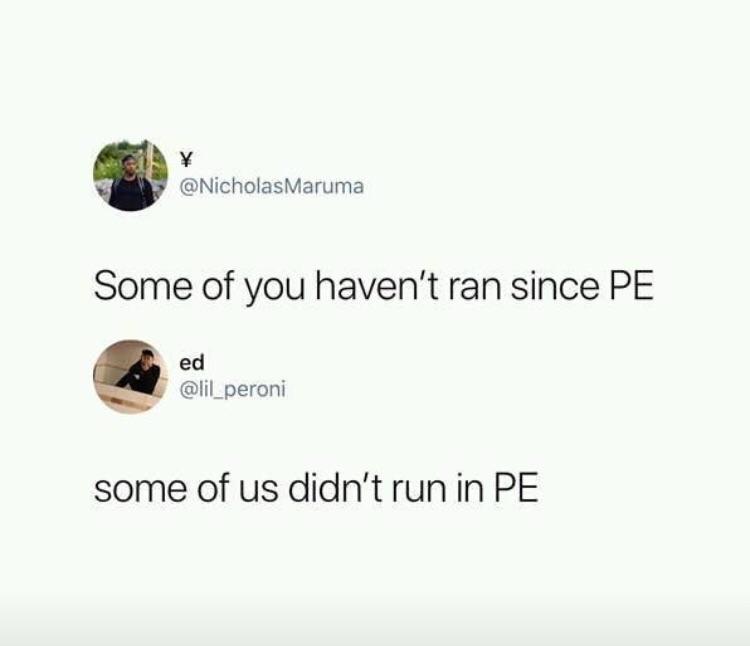 ¥
@NicholasMaruma
Some of you haven't ran since PE
ed
@lil_peroni
some of us didn't run in PE